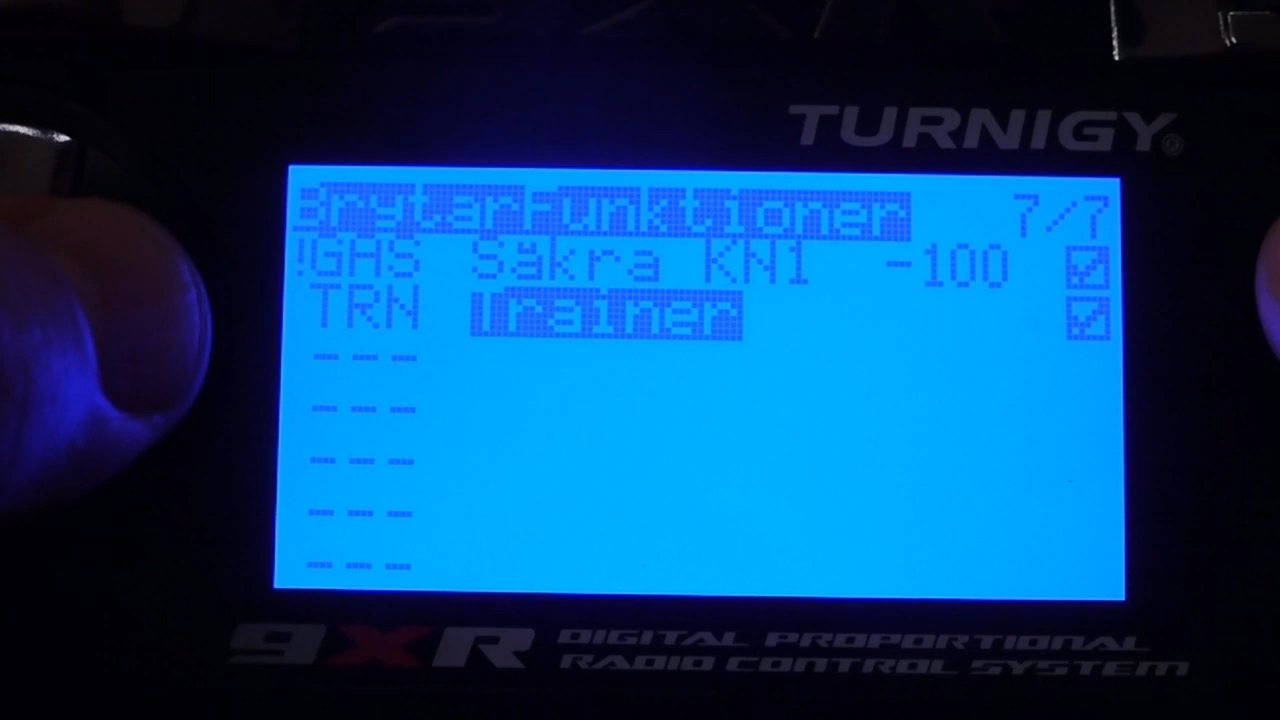 TURNIGY®
BrytarFunktioner 7/7
!GHS Säkra KN1 -100
TRN Trainer
---
---
---
---
---
9XR DIGITAL PROPORTIONAL
RADIO CONTROL SYSTEM